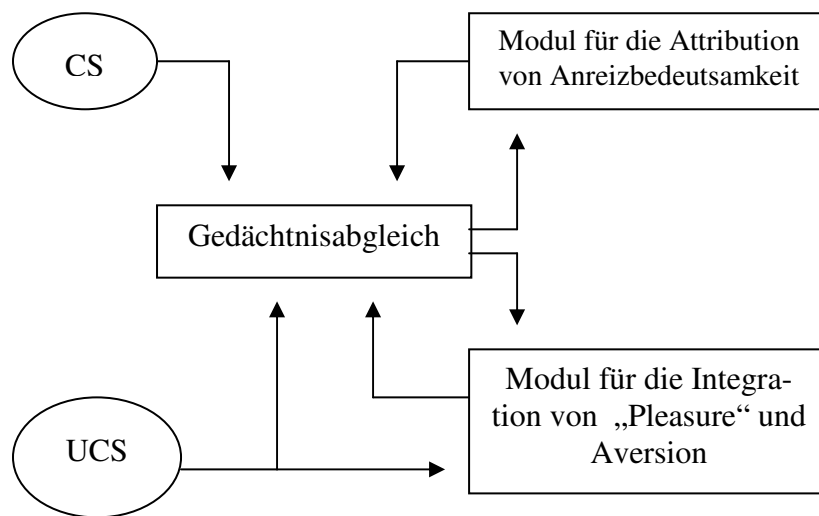 CS
Modul für die Attribution
von Anreizbedeutsamkeit
Gedächtnisabgleich
Modul für die Integra-
tion von „Pleasure“ und
Aversion
UCS